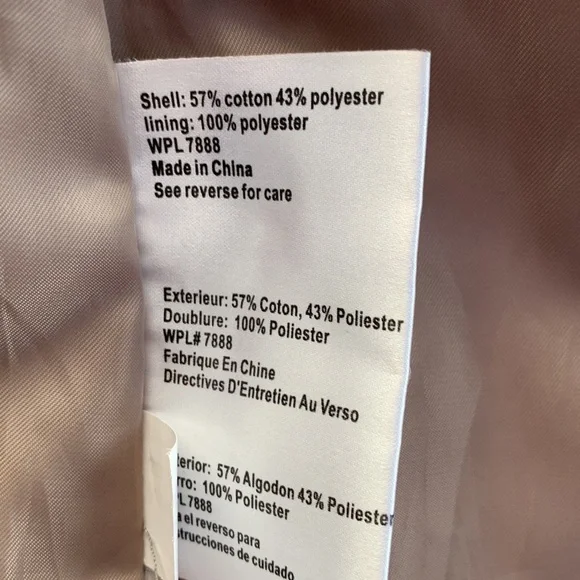 Shell: 57% cotton 43% polyester
lining: 100% polyester
WPL 7888
Made in China
See reverse for care
Exterieur: 57% Coton, 43% Poliester
Doublure: 100% Poliester
WPL# 7888
Fabrique En Chine
Directives D'Entretien Au Verso
terior: 57% Algodon 43% Poliester
rro: 100% Poliester
PL 7888
a el reverso para
strucciones de cuidado